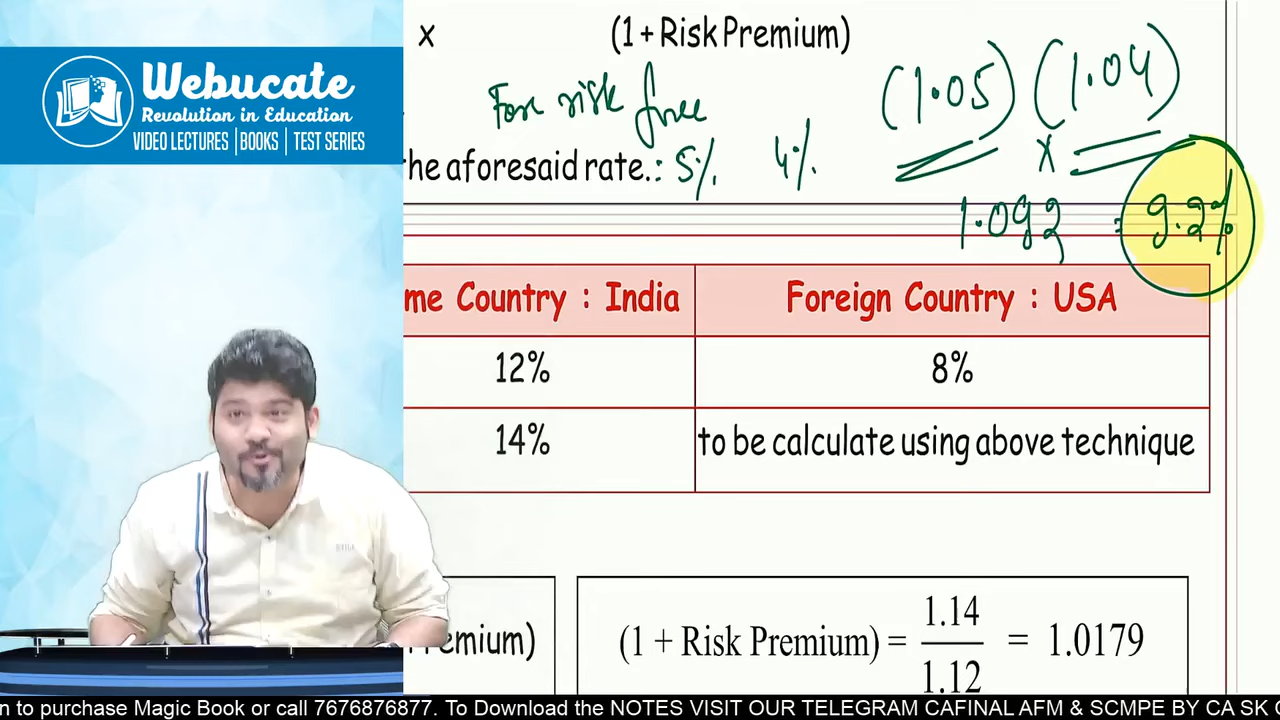 x (1 + Risk Premium)
Webucate
Revolution in Education
VIDEO LECTURES | BOOKS | TEST SERIES
For risk free
(1.05) x (1.04)
he aforesaid rate. : 5% 4%
1.092 = 9.2%
me Country : India Foreign Country : USA
12% 8%
14% to be calculate using above technique
emium) (1 + Risk Premium) = 1.14 / 1.12 = 1.0179
n to purchase Magic Book or call 7676876877. To Download the NOTES VISIT OUR TELEGRAM CAFINAL AFM & SCMPE BY CA SK